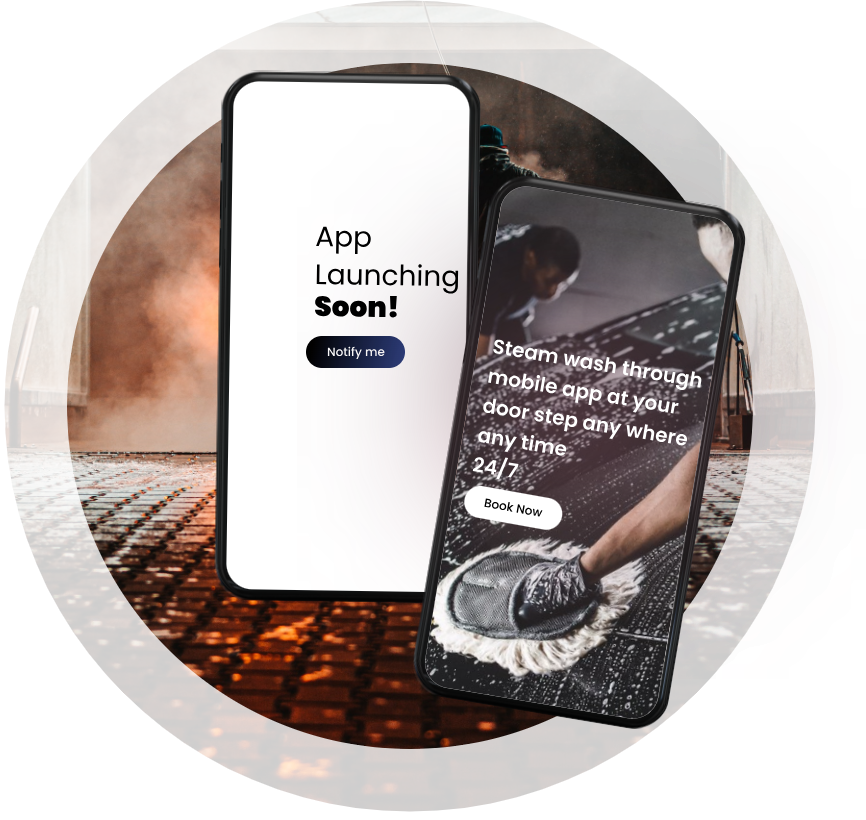 App
Launching
Soon!
Notify me
Steam wash through
mobile app at your
door step any where
any time
24/7
Book Now